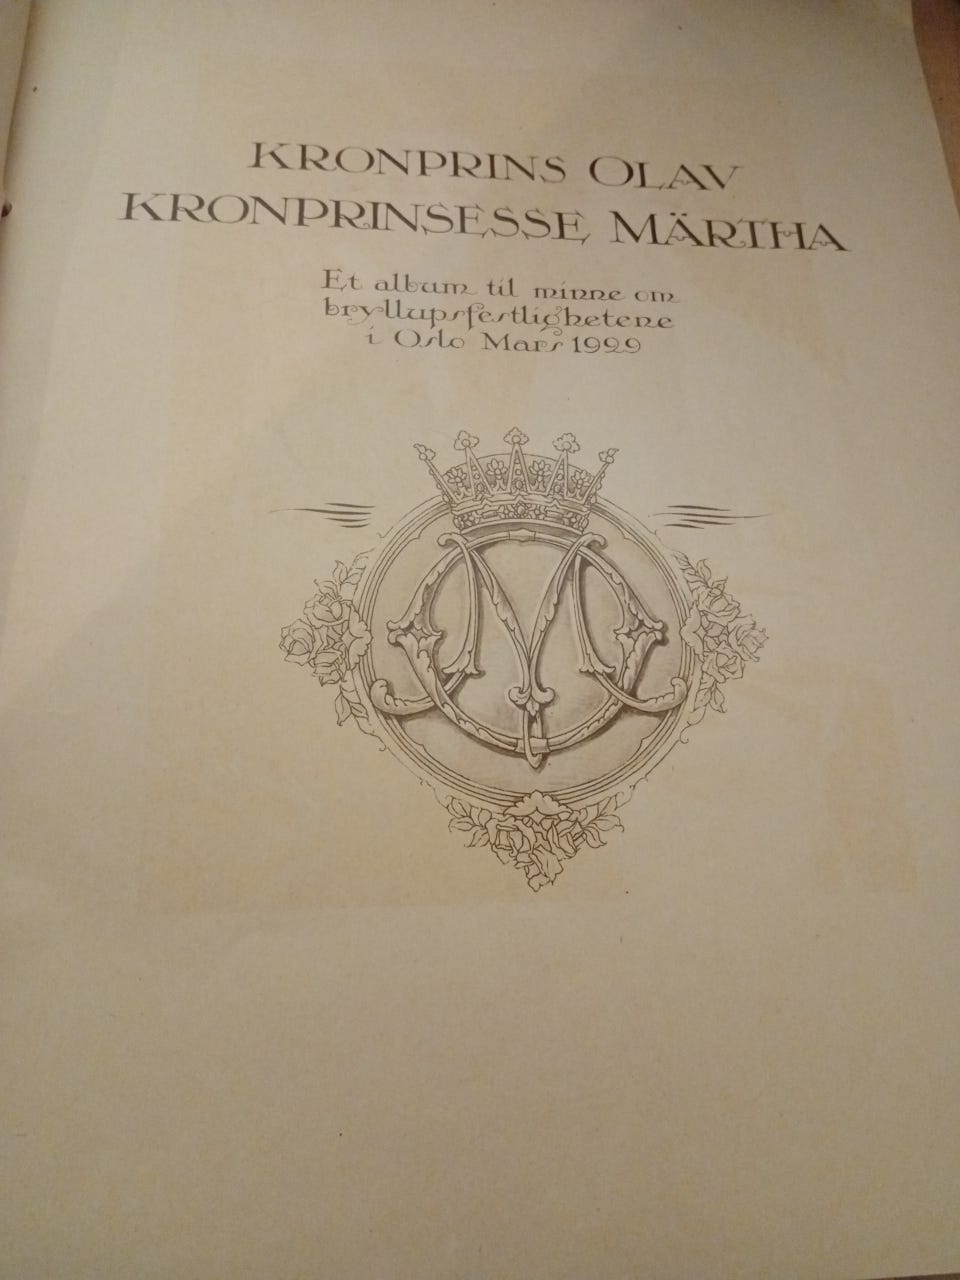 KRONPRINS OLAV
KRONPRINSESSE MÄRTHA
Et album til minne om
bryllupsfestlighetene
i Oslo Mars 1929